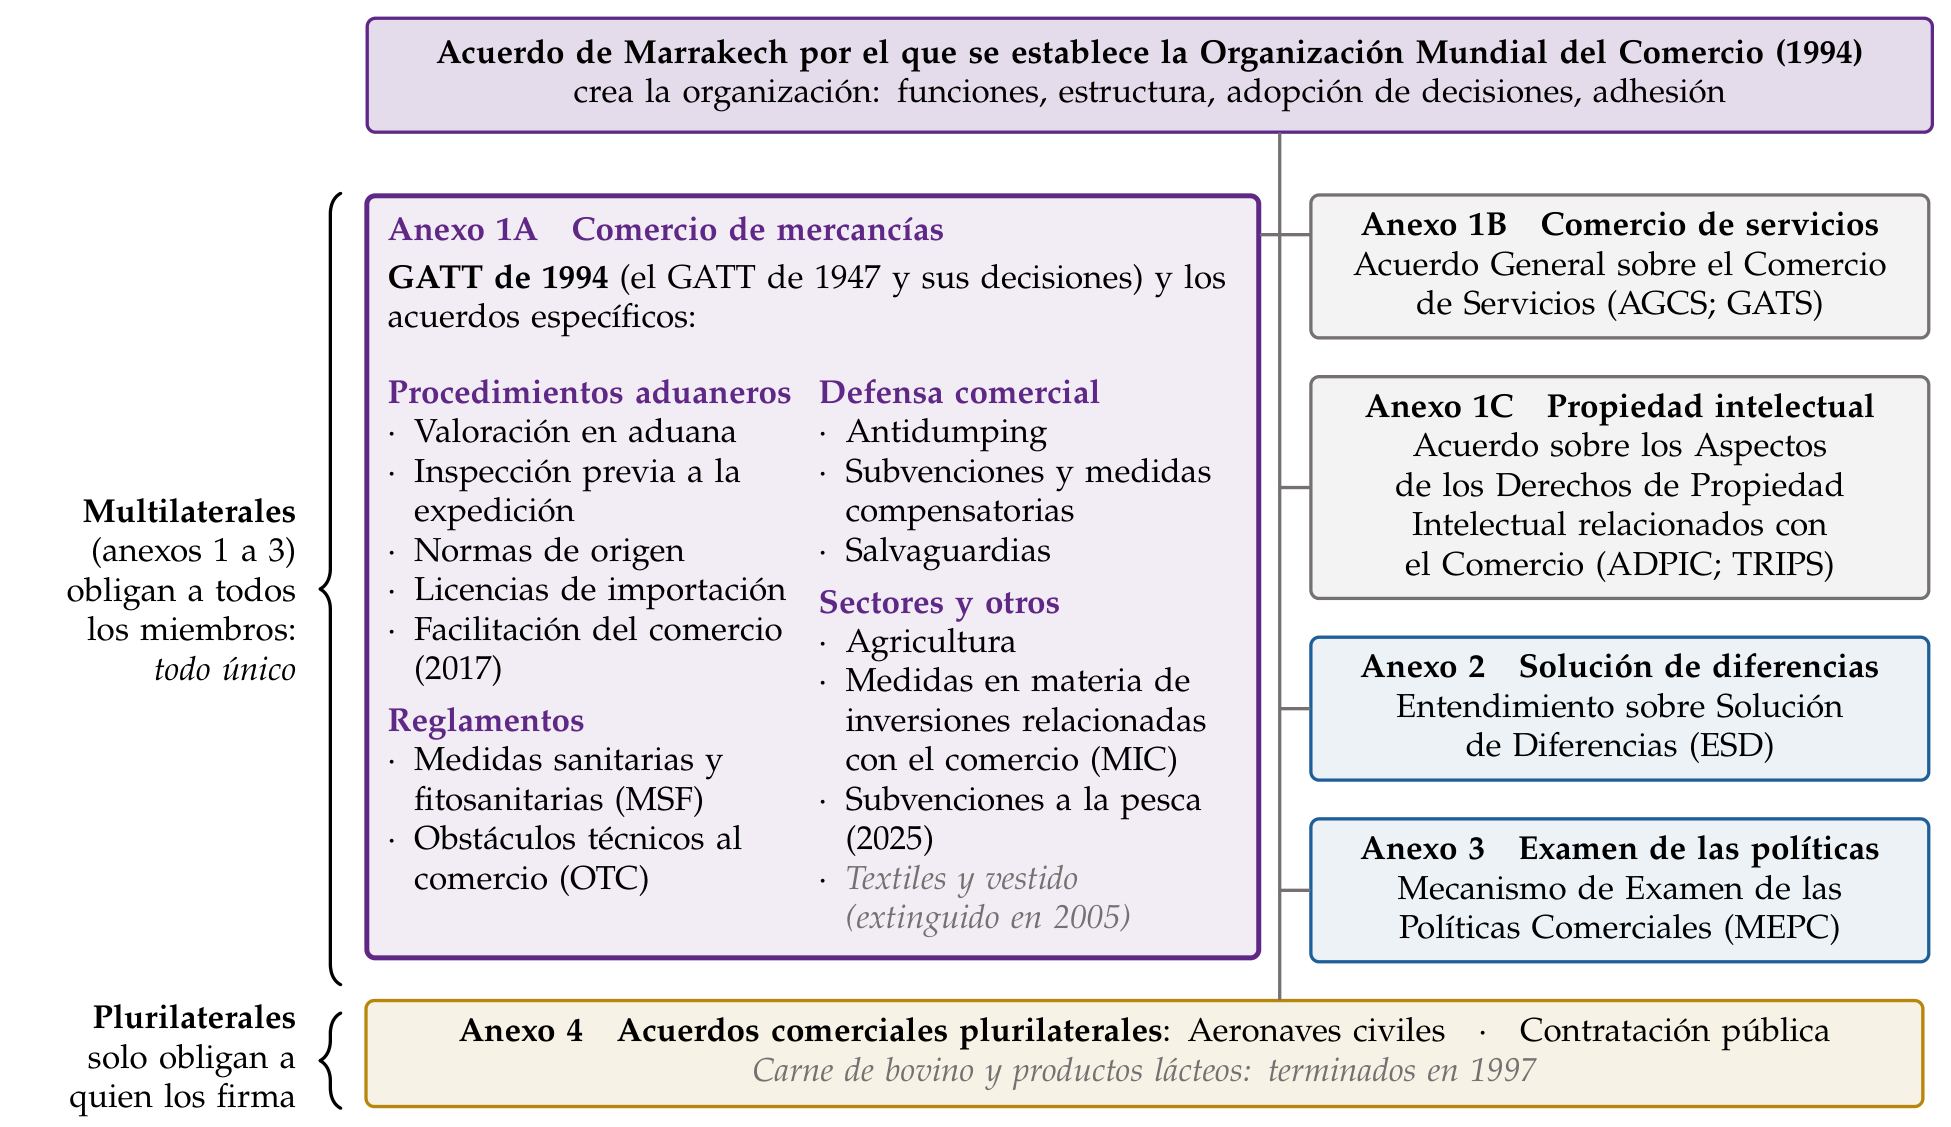 Acuerdo de Marrakech por el que se establece la Organización Mundial del Comercio (1994)
crea la organización: funciones, estructura, adopción de decisiones, adhesión
Multilaterales
(anexos 1 a 3)
obligan a todos
los miembros:
todo único
Anexo 1A Comercio de mercancías
GATT de 1994 (el GATT de 1947 y sus decisiones) y los
acuerdos específicos:
Procedimientos aduaneros
· Valoración en aduana
· Inspección previa a la
expedición
· Normas de origen
· Licencias de importación
· Facilitación del comercio
(2017)
Reglamentos
· Medidas sanitarias y
fitosanitarias (MSF)
· Obstáculos técnicos al
comercio (OTC)
Defensa comercial
· Antidumping
· Subvenciones y medidas
compensatorias
· Salvaguardias
Sectores y otros
· Agricultura
· Medidas en materia de
inversiones relacionadas
con el comercio (MIC)
· Subvenciones a la pesca
(2025)
· Textiles y vestido
(extinguido en 2005)
Anexo 1B Comercio de servicios
Acuerdo General sobre el Comercio
de Servicios (AGCS; GATS)
Anexo 1C Propiedad intelectual
Acuerdo sobre los Aspectos
de los Derechos de Propiedad
Intelectual relacionados con
el Comercio (ADPIC; TRIPS)
Anexo 2 Solución de diferencias
Entendimiento sobre Solución
de Diferencias (ESD)
Anexo 3 Examen de las políticas
Mecanismo de Examen de las
Políticas Comerciales (MEPC)
Plurilaterales
solo obligan a
quien los firma
Anexo 4 Acuerdos comerciales plurilaterales: Aeronaves civiles · Contratación pública
Carne de bovino y productos lácteos: terminados en 1997